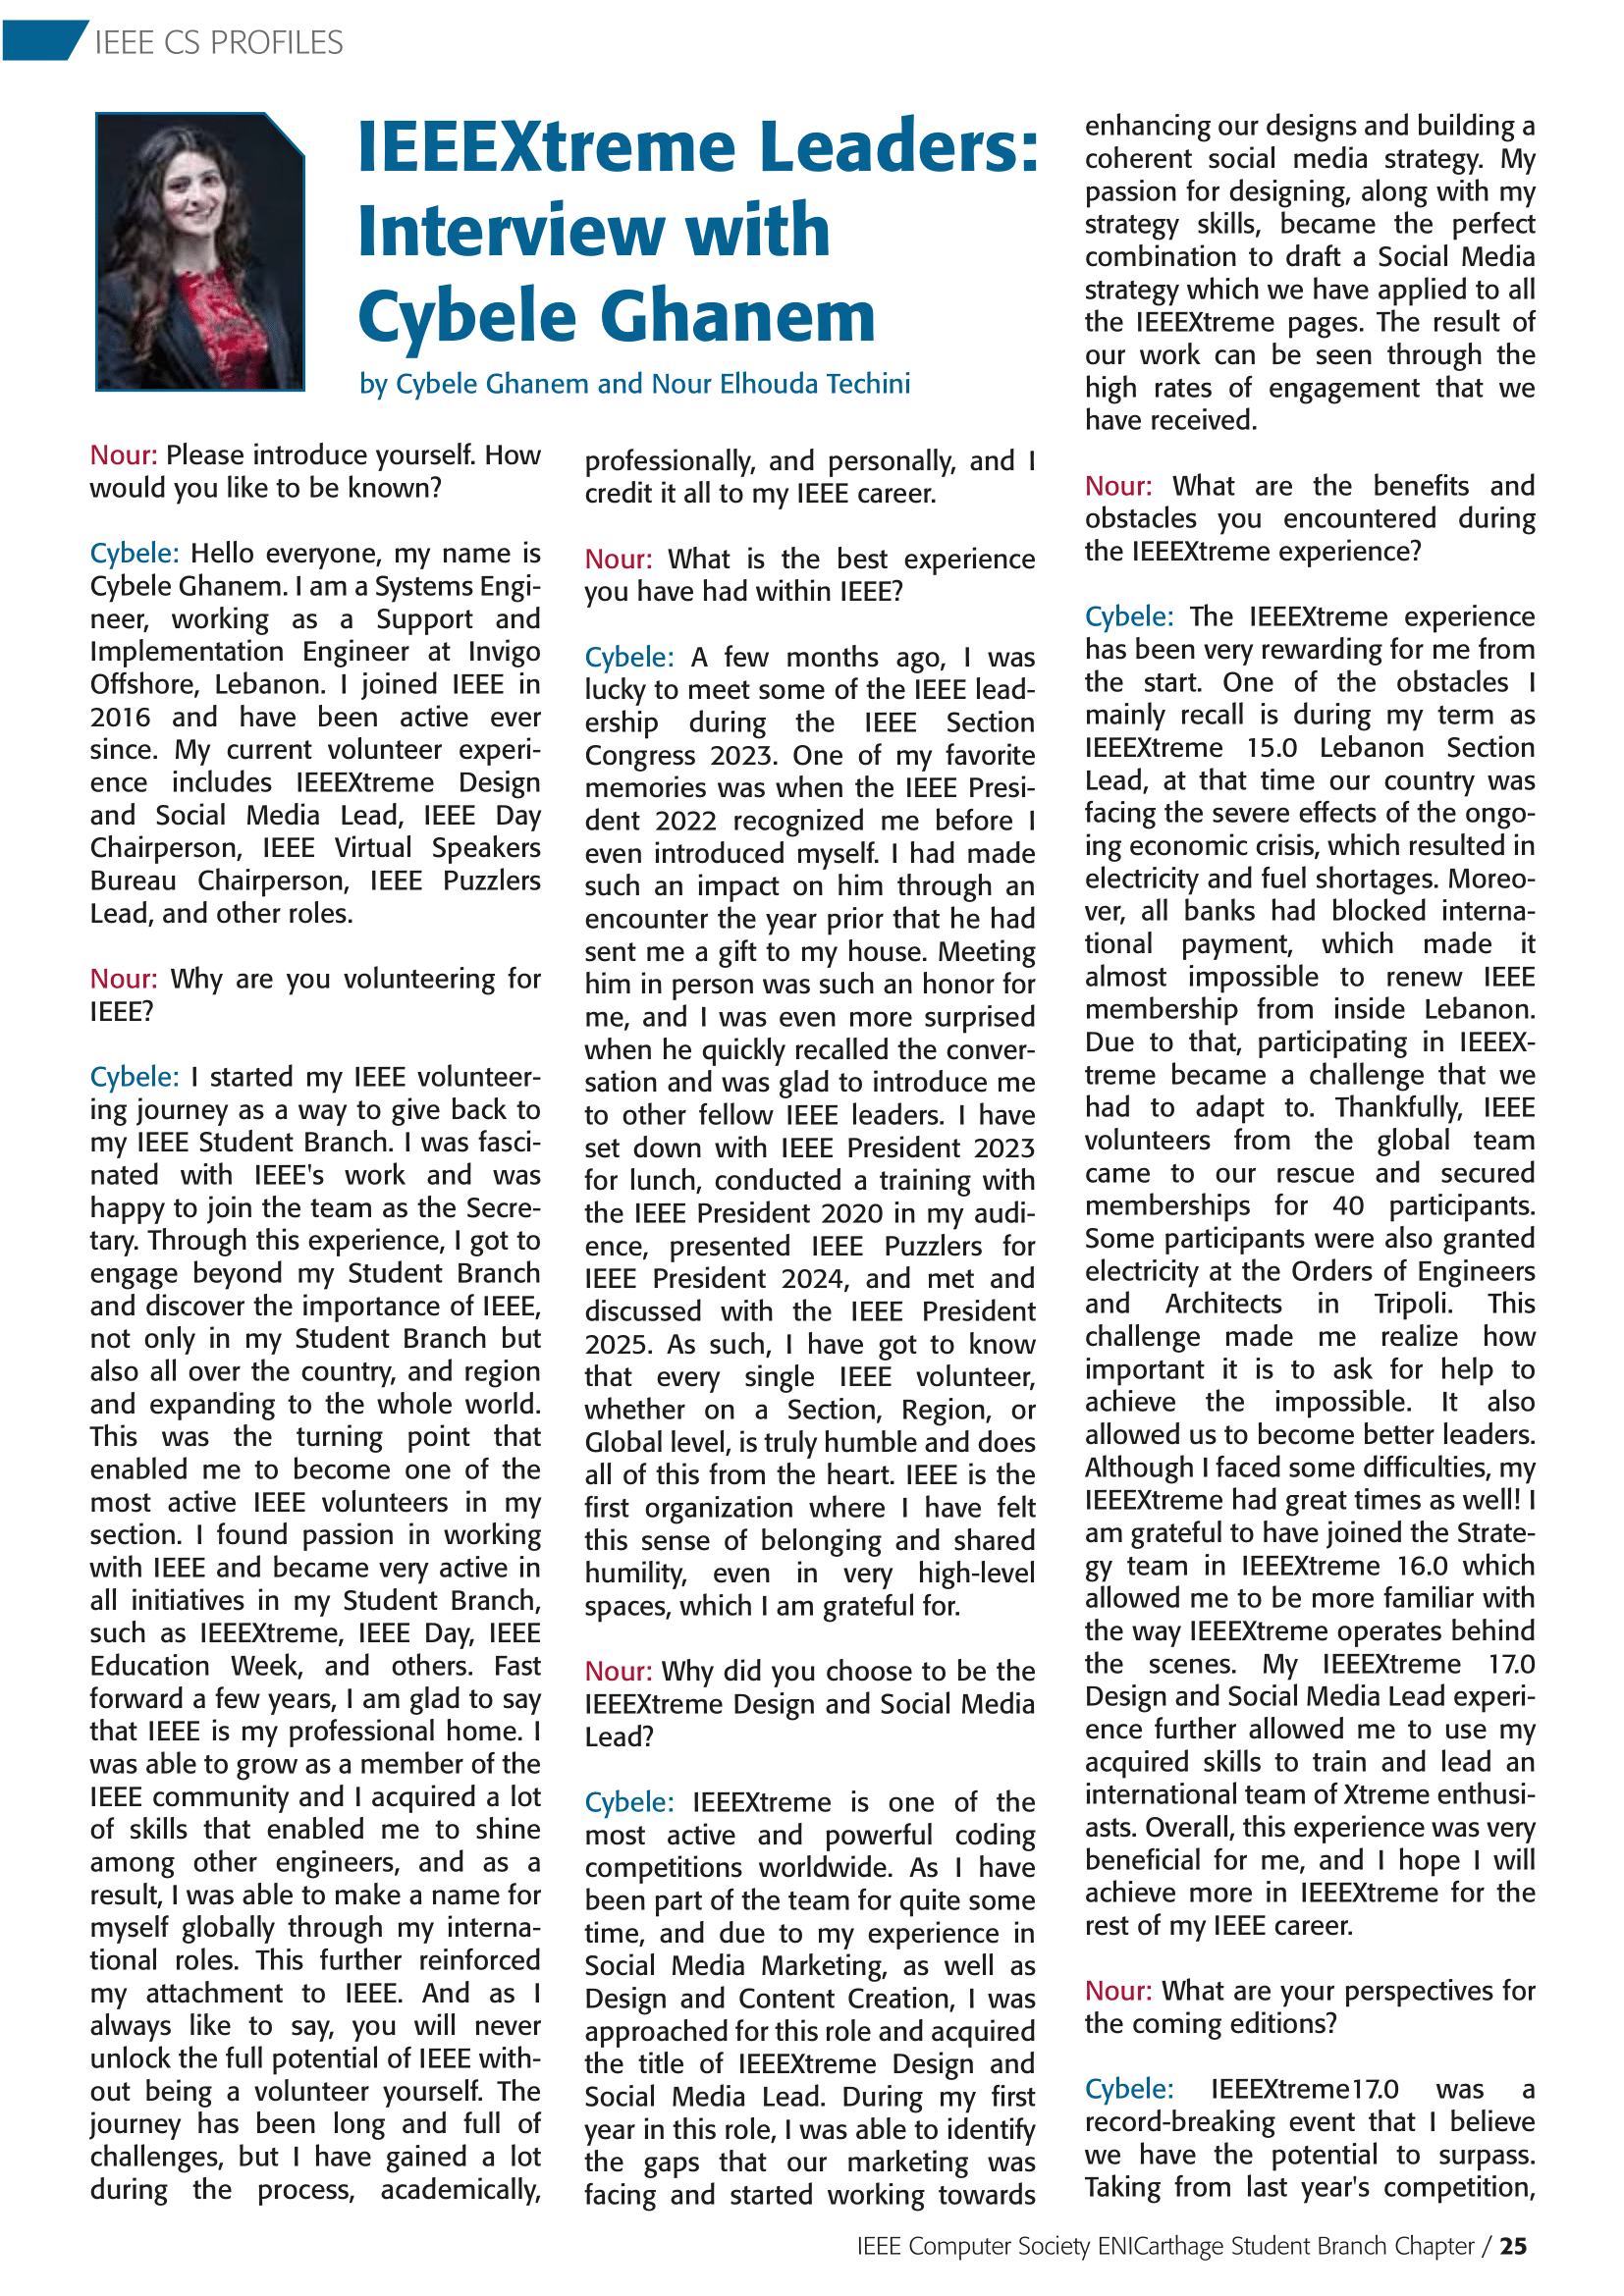 IEEE CS PROFILES
IEEEXtreme Leaders:
Interview with
Cybele Ghanem
by Cybele Ghanem and Nour Elhouda Techini
Nour: Please introduce yourself. How
would you like to be known?
Cybele: Hello everyone, my name is
Cybele Ghanem. I am a Systems Engi-
neer, working as a Support and
Implementation Engineer at Invigo
Offshore, Lebanon. I joined IEEE in
2016 and have been active ever
since. My current volunteer experi-
ence includes IEEEXtreme Design
and Social Media Lead, IEEE Day
Chairperson, IEEE Virtual Speakers
Bureau Chairperson, IEEE Puzzlers
Lead, and other roles.
Nour: Why are you volunteering for
IEEE?
Cybele: I started my IEEE volunteer-
ing journey as a way to give back to
my IEEE Student Branch. I was fasci-
nated with IEEE's work and was
happy to join the team as the Secre-
tary. Through this experience, I got to
engage beyond my Student Branch
and discover the importance of IEEE,
not only in my Student Branch but
also all over the country, and region
and expanding to the whole world.
This was the turning point that
enabled me to become one of the
most active IEEE volunteers in my
section. I found passion in working
with IEEE and became very active in
all initiatives in my Student Branch,
such as IEEEXtreme, IEEE Day, IEEE
Education Week, and others. Fast
forward a few years, I am glad to say
that IEEE is my professional home. I
was able to grow as a member of the
IEEE community and I acquired a lot
of skills that enabled me to shine
among other engineers, and as a
result, I was able to make a name for
myself globally through my interna-
tional roles. This further reinforced
my attachment to IEEE. And as I
always like to say, you will never
unlock the full potential of IEEE with-
out being a volunteer yourself. The
journey has been long and full of
challenges, but I have gained a lot
during the process, academically,
professionally, and personally, and I
credit it all to my IEEE career.
Nour: What is the best experience
you have had within IEEE?
Cybele: A few months ago, I was
lucky to meet some of the IEEE lead-
ership during the IEEE Section
Congress 2023. One of my favorite
memories was when the IEEE Presi-
dent 2022 recognized me before I
even introduced myself. I had made
such an impact on him through an
encounter the year prior that he had
sent me a gift to my house. Meeting
him in person was such an honor for
me, and I was even more surprised
when he quickly recalled the conver-
sation and was glad to introduce me
to other fellow IEEE leaders. I have
set down with IEEE President 2023
for lunch, conducted a training with
the IEEE President 2020 in my audi-
ence, presented IEEE Puzzlers for
IEEE President 2024, and met and
discussed with the IEEE President
2025. As such, I have got to know
that every single IEEE volunteer,
whether on a Section, Region, or
Global level, is truly humble and does
all of this from the heart. IEEE is the
first organization where I have felt
this sense of belonging and shared
humility, even in very high-level
spaces, which I am grateful for.
Nour: Why did you choose to be the
IEEEXtreme Design and Social Media
Lead?
Cybele: IEEEXtreme is one of the
most active and powerful coding
competitions worldwide. As I have
been part of the team for quite some
time, and due to my experience in
Social Media Marketing, as well as
Design and Content Creation, I was
approached for this role and acquired
the title of IEEEXtreme Design and
Social Media Lead. During my first
year in this role, I was able to identify
the gaps that our marketing was
facing and started working towards
enhancing our designs and building a
coherent social media strategy. My
passion for designing, along with my
strategy skills, became the perfect
combination to draft a Social Media
strategy which we have applied to all
the IEEEXtreme pages. The result of
our work can be seen through the
high rates of engagement that we
have received.
Nour: What are the benefits and
obstacles you encountered during
the IEEEXtreme experience?
Cybele: The IEEEXtreme experience
has been very rewarding for me from
the start. One of the obstacles I
mainly recall is during my term as
IEEEXtreme 15.0 Lebanon Section
Lead, at that time our country was
facing the severe effects of the ongo-
ing economic crisis, which resulted in
electricity and fuel shortages. Moreo-
ver, all banks had blocked interna-
tional payment, which made it
almost impossible to renew IEEE
membership from inside Lebanon.
Due to that, participating in IEEEX-
treme became a challenge that we
had to adapt to. Thankfully, IEEE
volunteers from the global team
came to our rescue and secured
memberships for 40 participants.
Some participants were also granted
electricity at the Orders of Engineers
and Architects in Tripoli. This
challenge made me realize how
important it is to ask for help to
achieve the impossible. It also
allowed us to become better leaders.
Although I faced some difficulties, my
IEEEXtreme had great times as well! I
am grateful to have joined the Strate-
gy team in IEEEXtreme 16.0 which
allowed me to be more familiar with
the way IEEEXtreme operates behind
the scenes. My IEEEXtreme 17.0
Design and Social Media Lead experi-
ence further allowed me to use my
acquired skills to train and lead an
international team of Xtreme enthusi-
asts. Overall, this experience was very
beneficial for me, and I hope I will
achieve more in IEEEXtreme for the
rest of my IEEE career.
Nour: What are your perspectives for
the coming editions?
Cybele: IEEEXtreme17.0 was a
record-breaking event that I believe
we have the potential to surpass.
Taking from last year's competition,
IEEE Computer Society ENICarthage Student Branch Chapter / 25